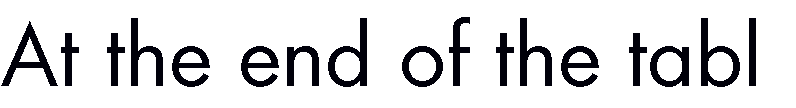 At the end of the tabl